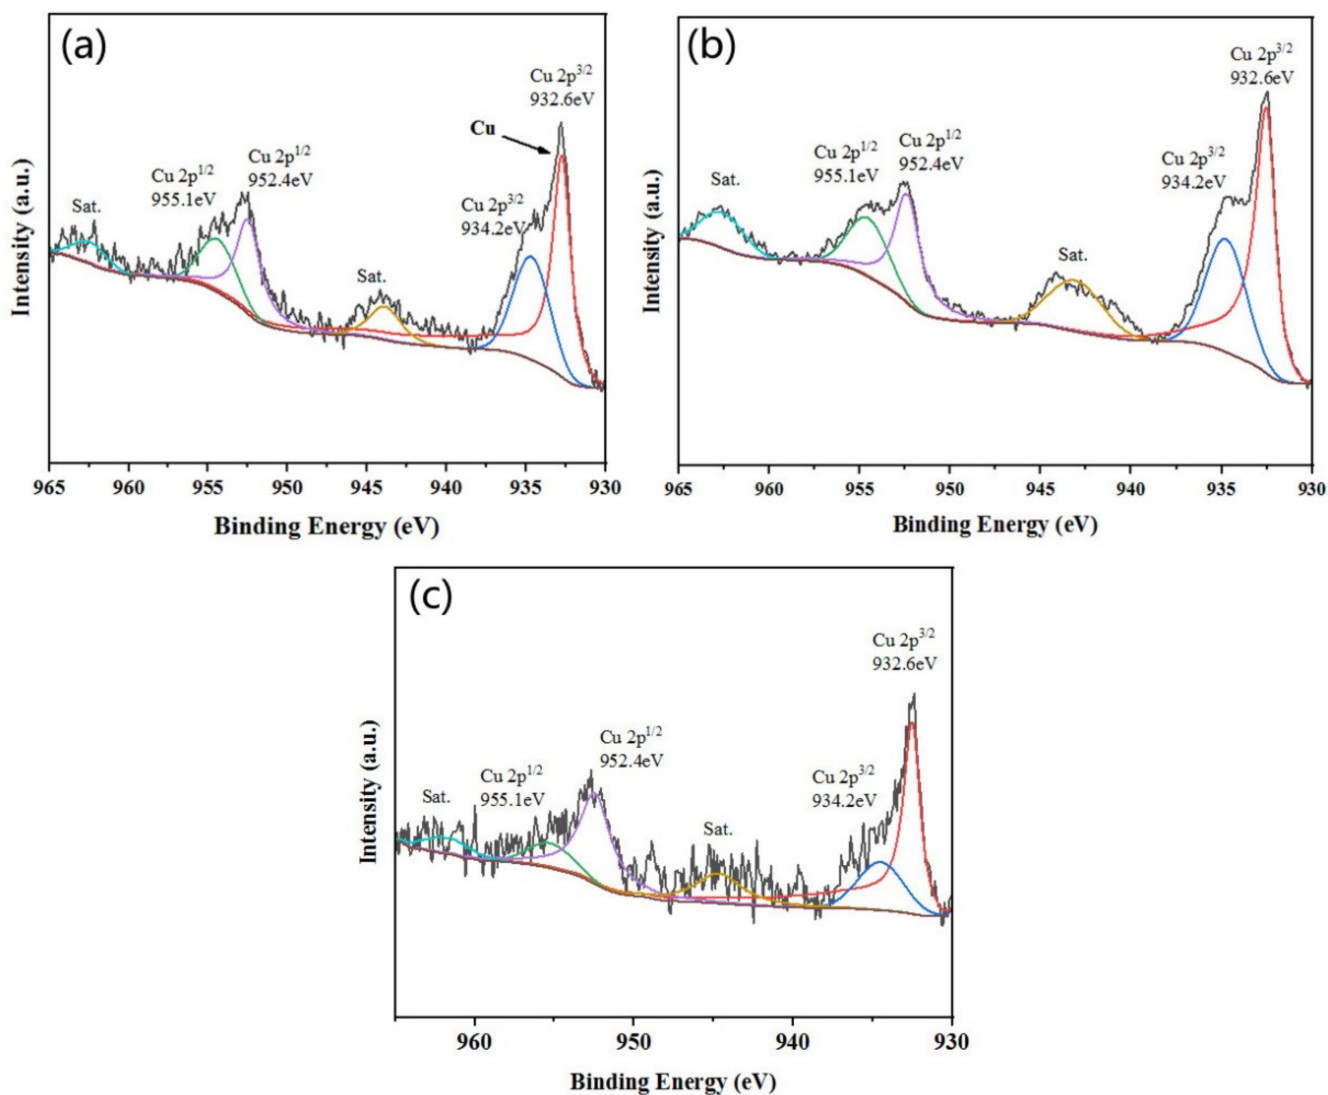 (a)
Cu 2p3/2
932.6eV
Cu
Cu 2p1/2
952.4eV
Cu 2p1/2
955.1eV
Cu 2p3/2
934.2eV
Sat.
Sat.
Intensity (a.u.)
965 960 955 950 945 940 935 930
Binding Energy (eV)
(b)
Cu 2p3/2
932.6eV
Cu 2p1/2
955.1eV
Cu 2p1/2
952.4eV
Cu 2p3/2
934.2eV
Sat.
Sat.
Intensity (a.u.)
965 960 955 950 945 940 935 930
Binding Energy (eV)
(c)
Cu 2p3/2
932.6eV
Cu 2p1/2
952.4eV
Cu 2p1/2
955.1eV
Cu 2p3/2
934.2eV
Sat.
Sat.
Intensity (a.u.)
960 950 940 930
Binding Energy (eV)